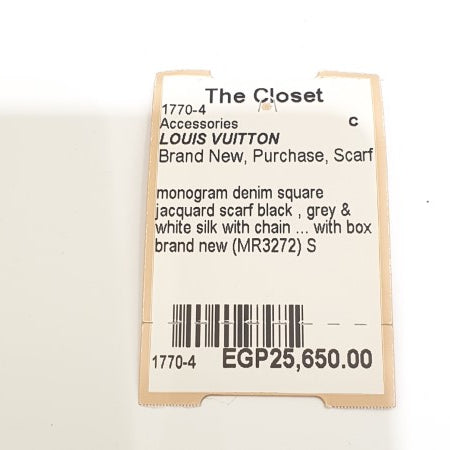 The Closet
1770-4
Accessories C
LOUIS VUITTON
Brand New, Purchase, Scarf
monogram denim square
jacquard scarf black , grey &
white silk with chain ... with box
brand new (MR3272) S
1770-4 EGP25,650.00